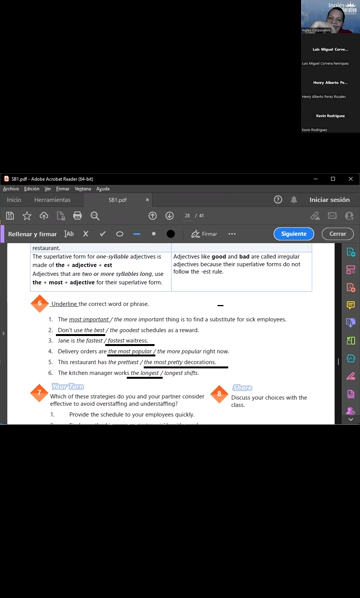 Inglés
Inglés Corporativo
Luis Miguel Corve...
Luis Miguel Corvera Henriquez
Henry Alberto Pe...
Henry Alberto Perez Rosales
Kevin Rodriguez
Kevin Rodriguez
SB1.pdf - Adobe Acrobat Reader (64-bit)
Archivo Edición Ver Firmar Ventana Ayuda
Inicio Herramientas SB1.pdf × Iniciar sesión
28 / 41
Rellenar y firmar Ab Firmar ... Siguiente Cerrar
restaurant.
The superlative form for one-syllable adjectives is
made of the + adjective + est
Adjectives that are two or more syllables long, use
the + most + adjective for their superlative form.
Adjectives like good and bad are called irregular
adjectives because their superlative forms do not
follow the -est rule.
6 Underline the correct word or phrase.
1. The most important / the more important thing is to find a substitute for sick employees.
2. Don't use the best / the goodest schedules as a reward.
3. Jane is the faster / fastest waitress.
4. Delivery orders are the most popular / the more popular right now.
5. This restaurant has the prettiest / the most pretty decorations.
6. The kitchen manager works the longest / longest shifts.
7 Your Turn
Which of these strategies do you and your partner consider
effective to avoid overstaffing and understaffing?
1. Provide the schedule to your employees quickly.
8 Share
Discuss your choices with the
class.